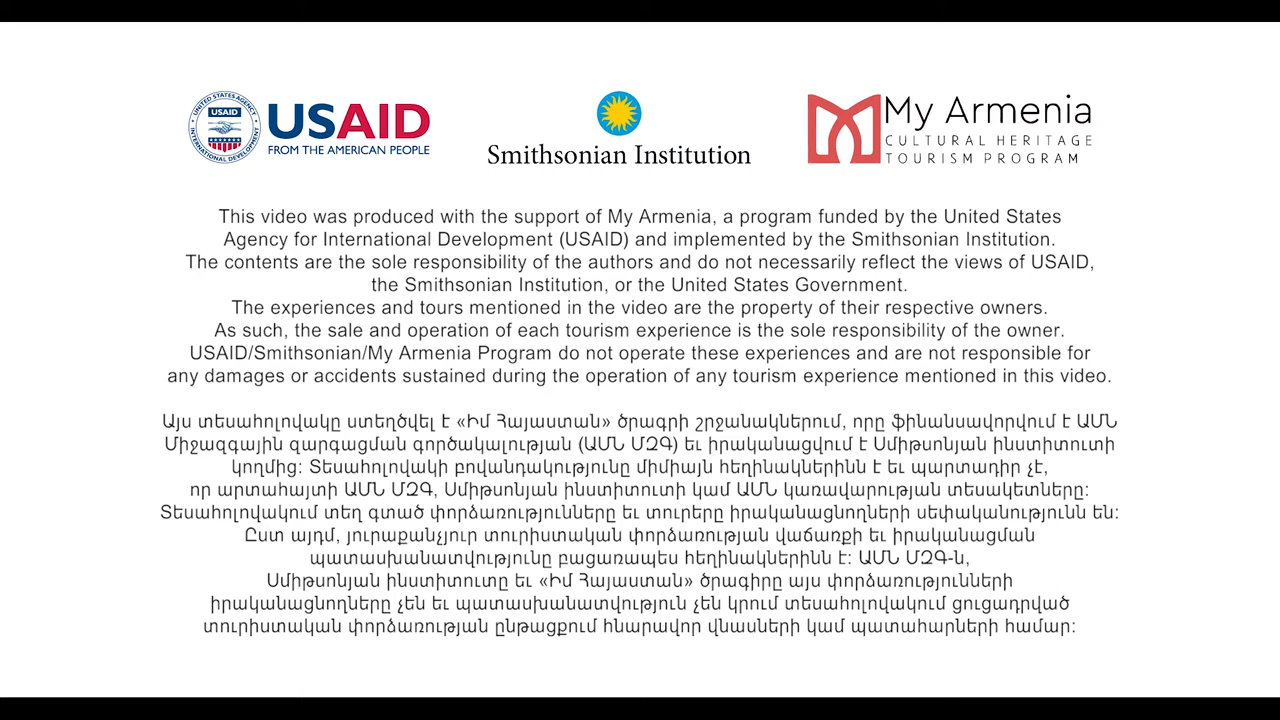 UNITED STATES AGENCY
USAID
INTERNATIONAL DEVELOPMENT
USAID
FROM THE AMERICAN PEOPLE
Smithsonian Institution
My Armenia
CULTURAL HERITAGE
TOURISM PROGRAM
This video was produced with the support of My Armenia, a program funded by the United States
Agency for International Development (USAID) and implemented by the Smithsonian Institution.
The contents are the sole responsibility of the authors and do not necessarily reflect the views of USAID,
the Smithsonian Institution, or the United States Government.
The experiences and tours mentioned in the video are the property of their respective owners.
As such, the sale and operation of each tourism experience is the sole responsibility of the owner.
USAID/Smithsonian/My Armenia Program do not operate these experiences and are not responsible for
any damages or accidents sustained during the operation of any tourism experience mentioned in this video.
Այս տեսահոլովակը ստեղծվել է «Իմ Հայաստան» ծրագրի շրջանակներում, որը ֆինանսավորվում է ԱՄՆ
Միջազգային զարգացման գործակալության (ԱՄՆ ՄԶԳ) եւ իրականացվում է Սմիթսոնյան ինստիտուտի
կողմից: Տեսահոլովակի բովանդակությունը միմիայն հեղինակներինն է եւ պարտադիր չէ,
որ արտահայտի ԱՄՆ ՄԶԳ, Սմիթսոնյան ինստիտուտի կամ ԱՄՆ կառավարության տեսակետները:
Տեսահոլովակում տեղ գտած փորձառությունները եւ տուրերը իրականացնողների սեփականությունն են:
Ըստ այդմ, յուրաքանչյուր տուրիստական փորձառության վաճառքի եւ իրականացման
պատասխանատվությունը բացառապես հեղինակներինն է: ԱՄՆ ՄԶԳ-ն,
Սմիթսոնյան ինստիտուտը եւ «Իմ Հայաստան» ծրագիրը այս փորձառությունների
իրականացնողները չեն եւ պատասխանատվություն չեն կրում տեսահոլովակում ցուցադրված
տուրիստական փորձառության ընթացքում հնարավոր վնասների կամ պատահարների համար: